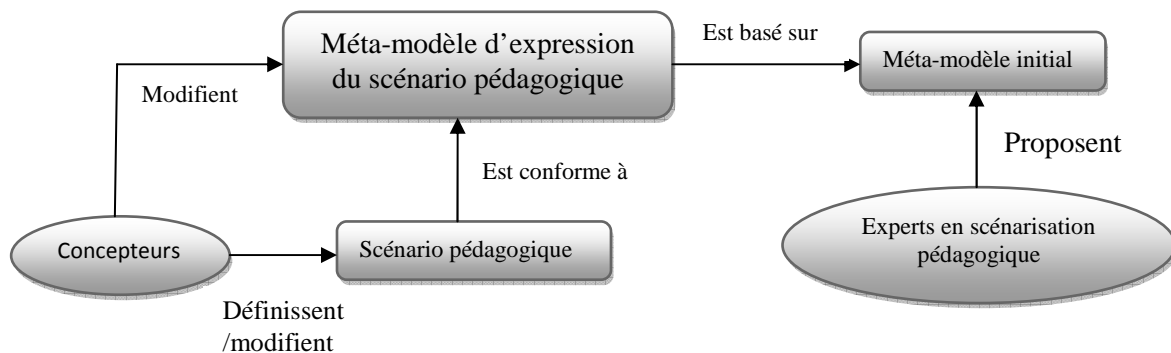 Méta-modèle d'expression
du scénario pédagogique
Est basé sur
Méta-modèle initial
Modifient
Proposent
Est conforme à
Concepteurs
Scénario pédagogique
Experts en scénarisation
pédagogique
Définissent
/modifient